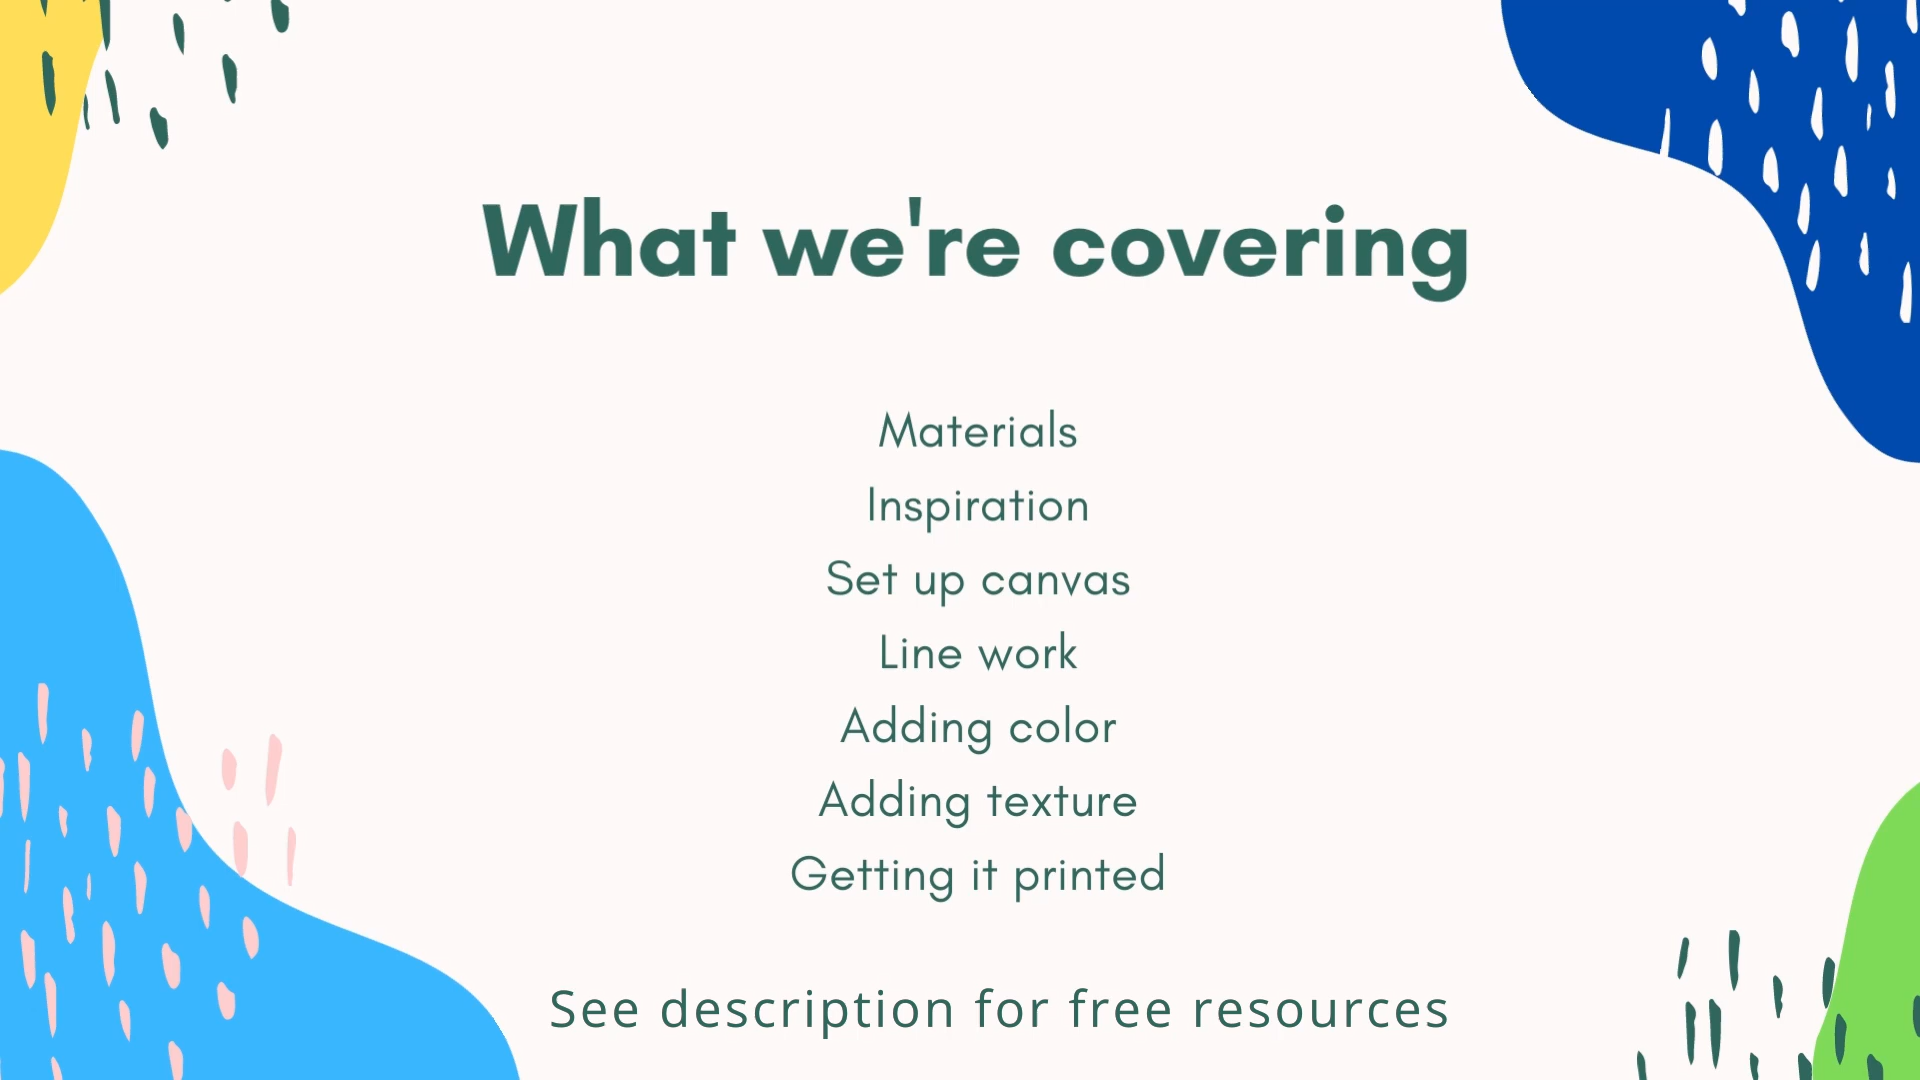 What we're covering
Materials
Inspiration
Set up canvas
Line work
Adding color
Adding texture
Getting it printed
See description for free resources